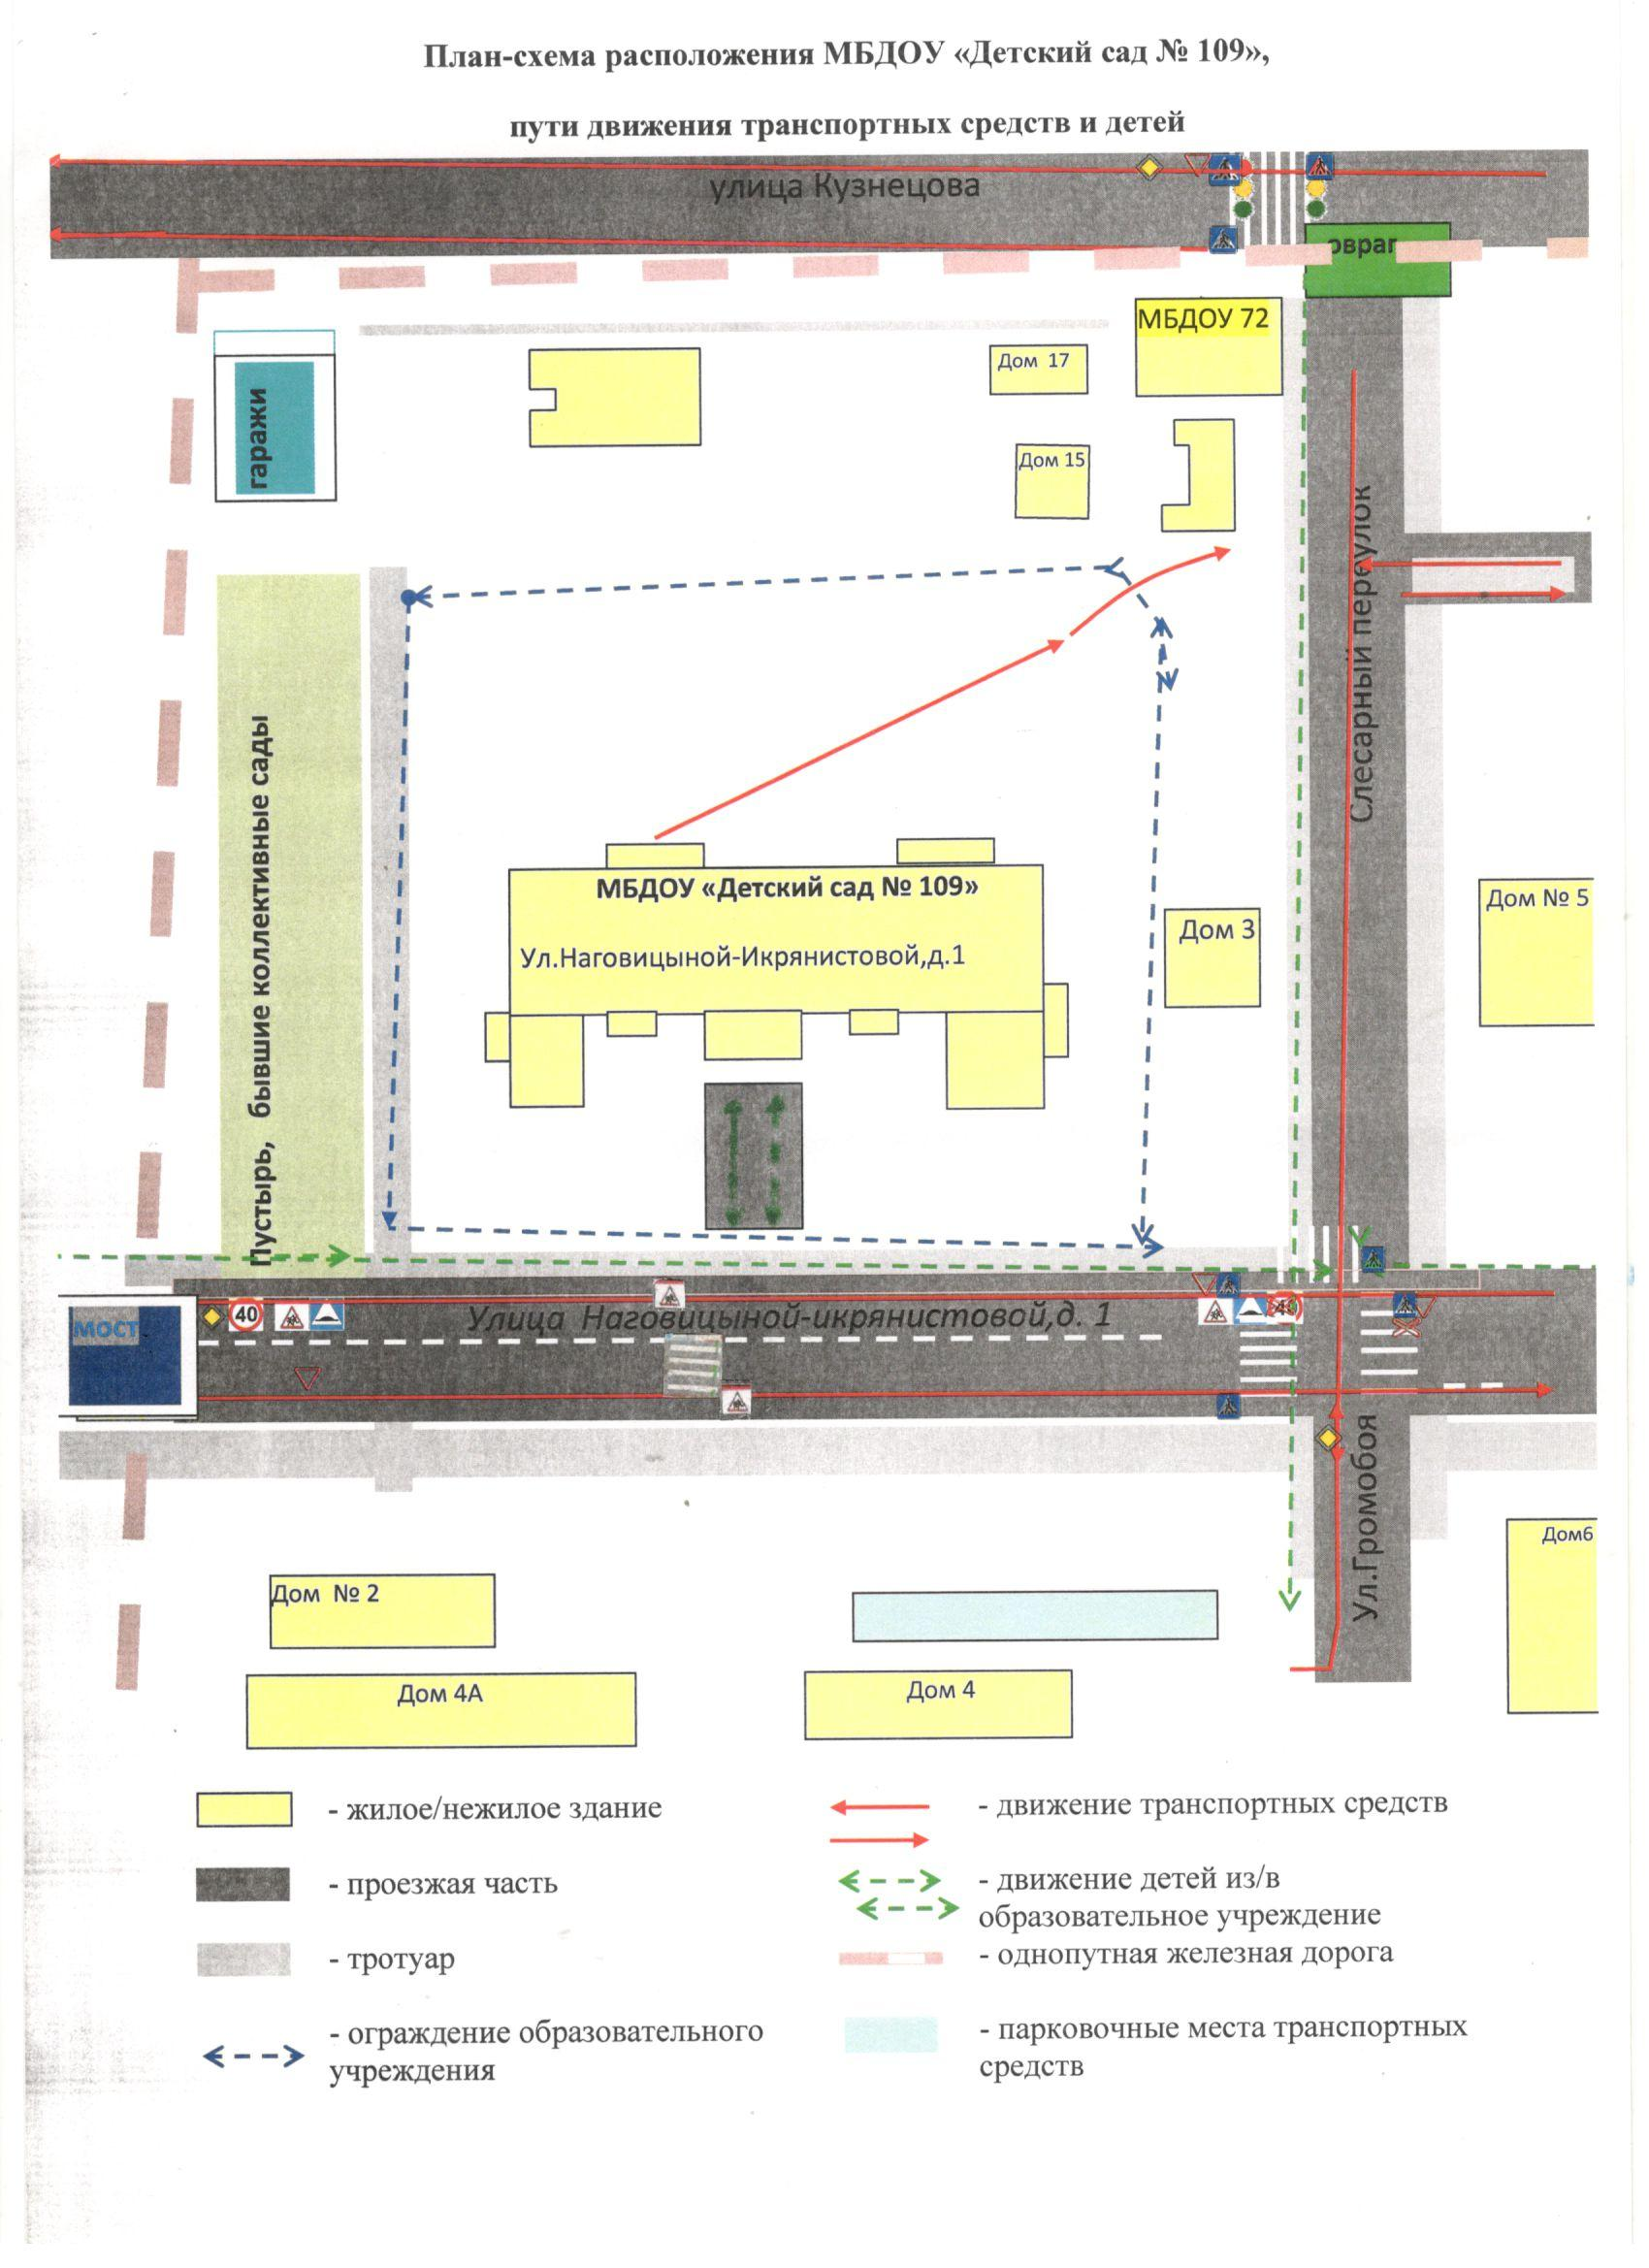 План-схема расположения МБДОУ «Детский сад № 109»,
пути движения транспортных средств и детей
улица Кузнецова
овраг
МБДОУ 72
Дом 17
гаражи
Дом 15
Слесарный переулок
Пустырь, бывшие коллективные сады
МБДОУ «Детский сад № 109»
Ул.Наговицыной-Икрянистовой,д.1
Дом 3
Дом № 5
мост
40
Улица Наговицыной-икрянистовой,д. 1
Ул.Громобоя
Дом6
Дом № 2
Дом 4А
Дом 4
- жилое/нежилое здание
- проезжая часть
- тротуар
- ограждение образовательного
учреждения
- движение транспортных средств
- движение детей из/в
образовательное учреждение
- однопутная железная дорога
- парковочные места транспортных
средств